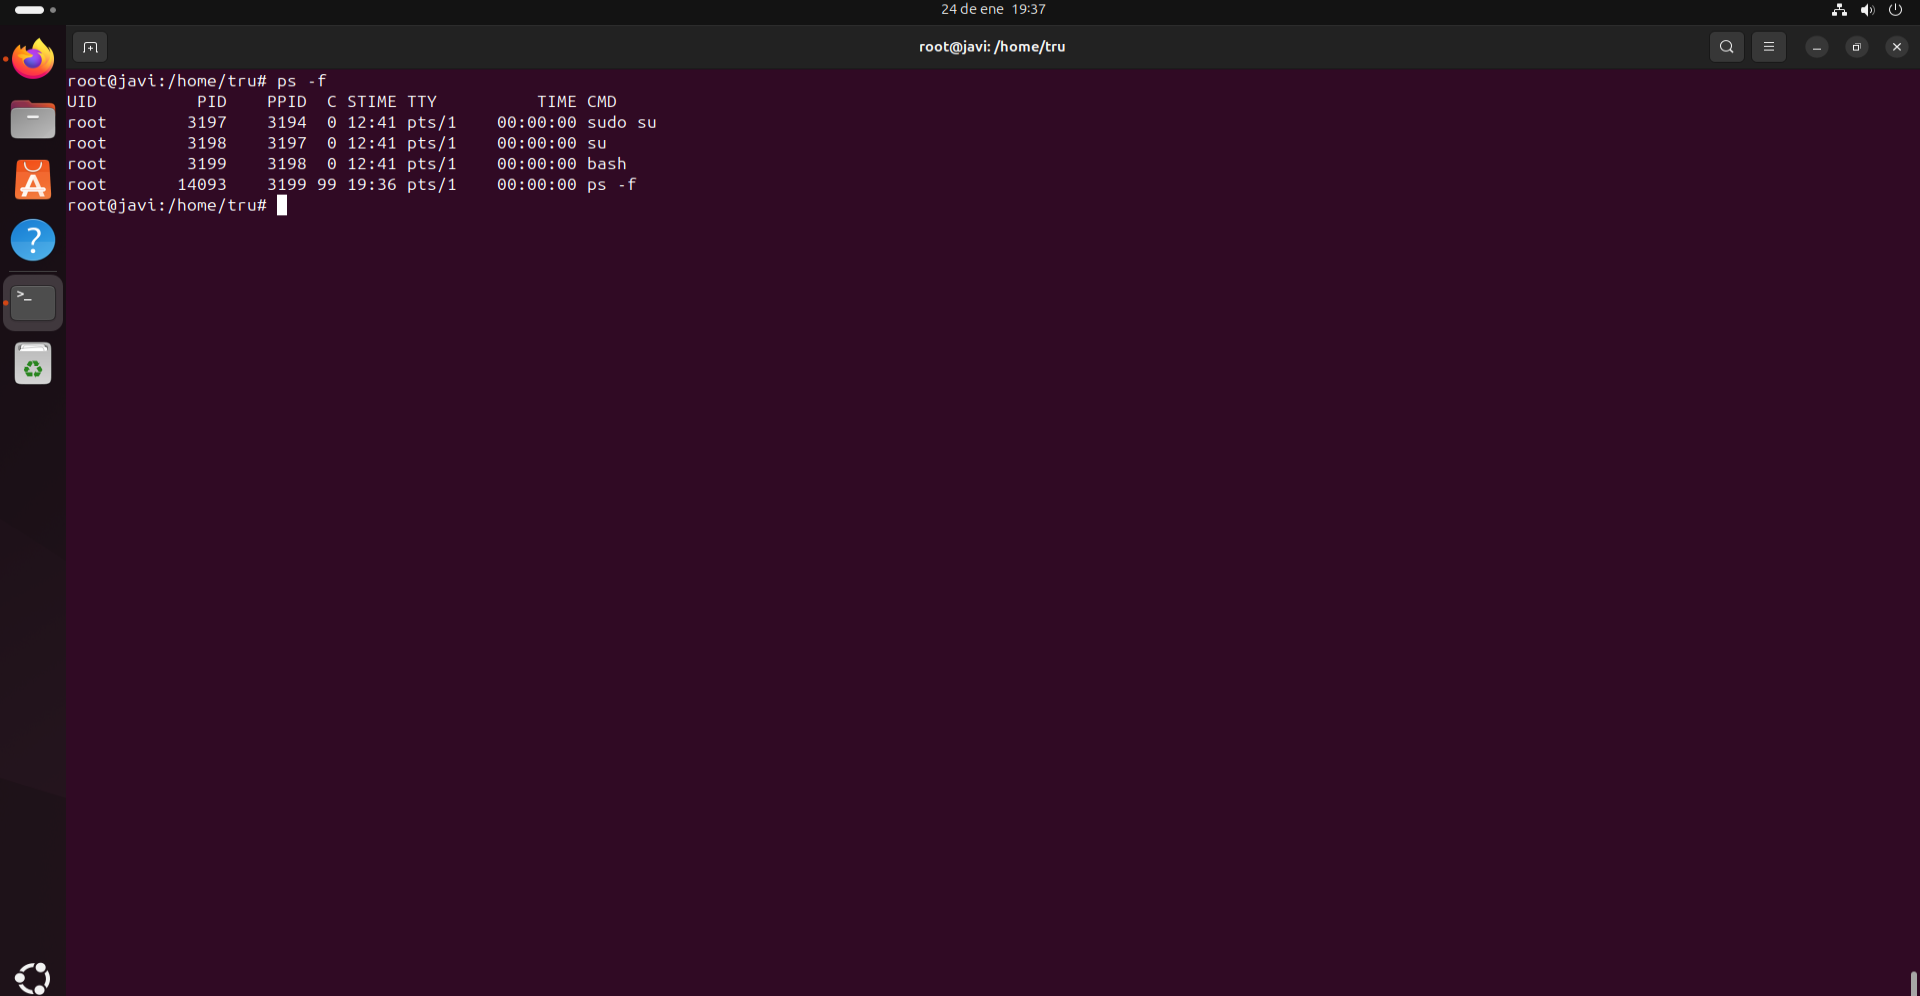 24 de ene 19:37
root@javi: /home/tru
root@javi:/home/tru# ps -f
UID          PID    PPID  C STIME TTY          TIME CMD
root        3197    3194  0 12:41 pts/1    00:00:00 sudo su
root        3198    3197  0 12:41 pts/1    00:00:00 su
root        3199    3198  0 12:41 pts/1    00:00:00 bash
root       14093    3199 99 19:36 pts/1    00:00:00 ps -f
root@javi:/home/tru#